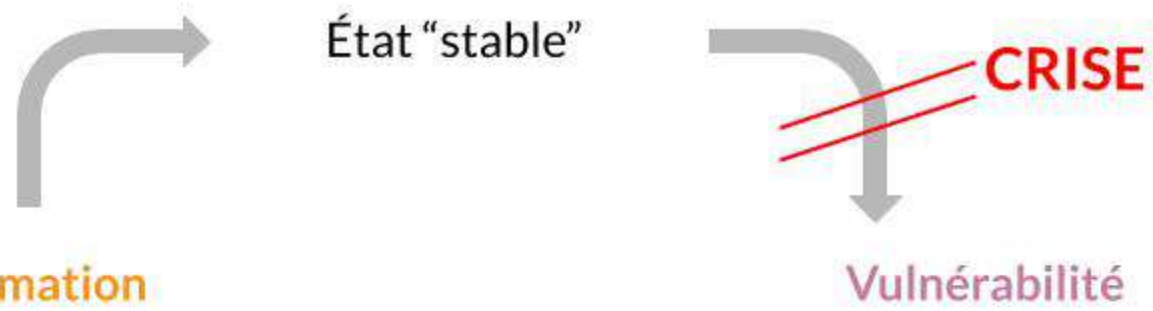 État “stable”
CRISE
mation
Vulnérabilité